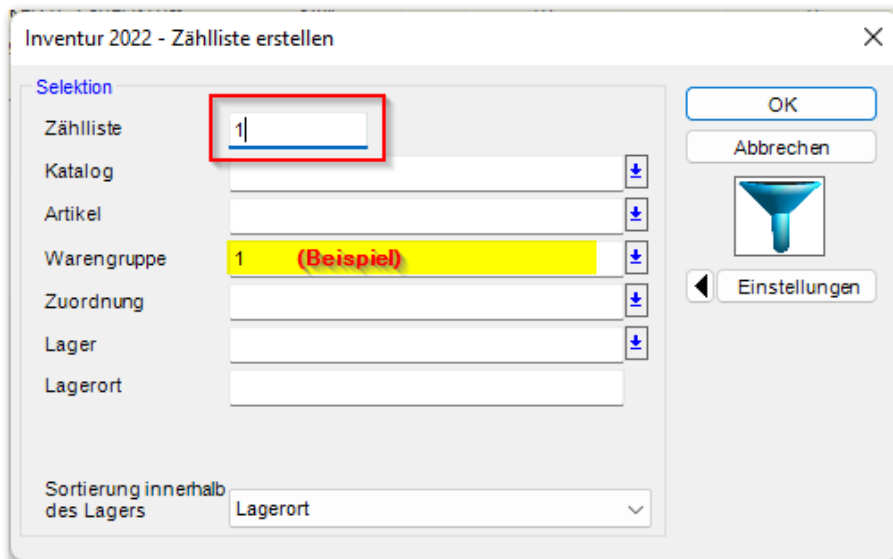 Inventur 2022 - Zählliste erstellen
Selektion
Zählliste 1
Katalog
Artikel
Warengruppe 1 (Beispiel)
Zuordnung
Lager
Lagerort
Sortierung innerhalb
des Lagers Lagerort
OK
Abbrechen
Einstellungen